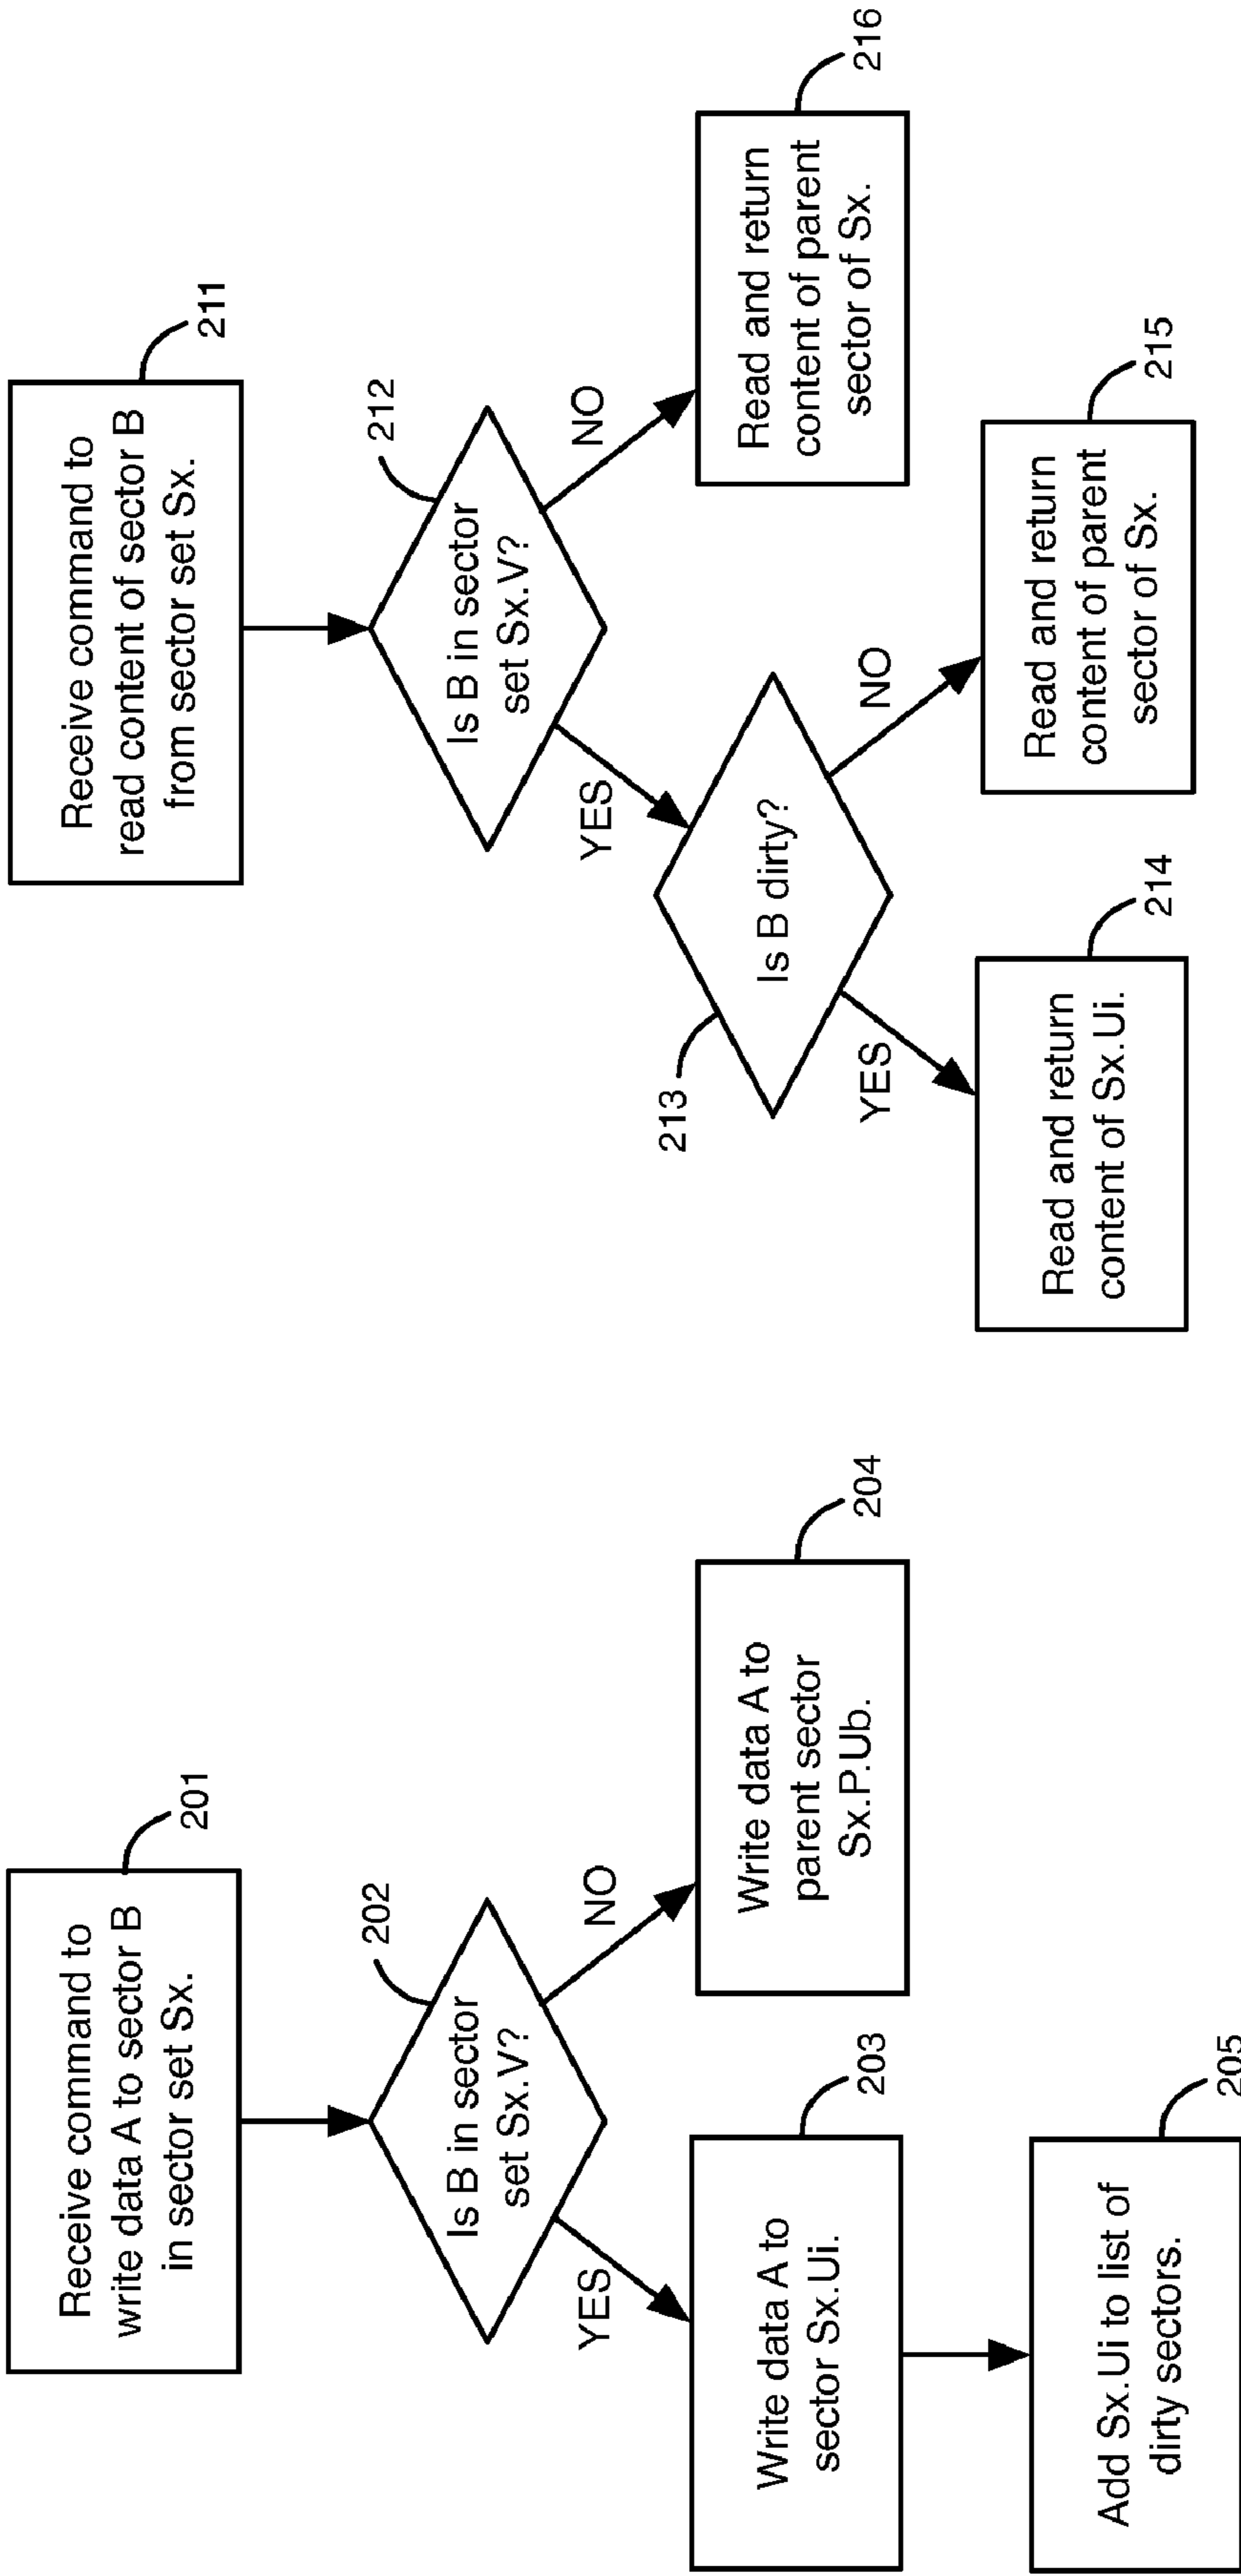 Receive command to
write data A to sector B
in sector set Sx.
201
202
Is B in sector
set Sx.V?
YES
NO
Write data A to
sector Sx.Ui.
203
Write data A to
parent sector
Sx.P.Ub.
204
Add Sx.Ui to list of
dirty sectors.
205
Receive command to
read content of sector B
from sector set Sx.
211
212
Is B in sector
set Sx.V?
YES
NO
213
Is B dirty?
Read and return
content of parent
sector of Sx.
216
YES
NO
Read and return
content of Sx.Ui.
214
Read and return
content of parent
sector of Sx.
215